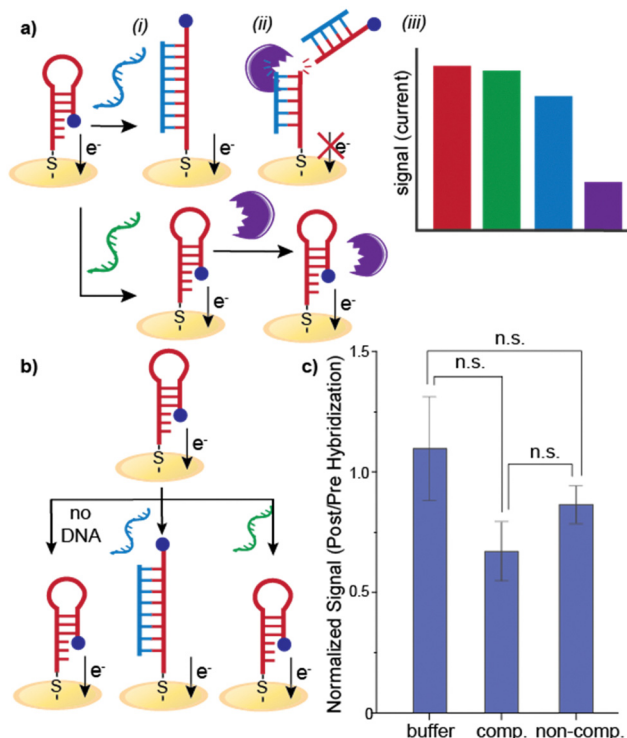 a)
(i)
(ii)
(iii)
e-
e-
e-
S
S
S
signal (current)
e-
e-
S
S
b)
e-
S
no
DNA
e-
e-
e-
S
S
S
c)
n.s.
n.s.
n.s.
Normalized Signal (Post/Pre Hybridization)
1.5
1.0
0.5
0
buffer
comp.
non-comp.